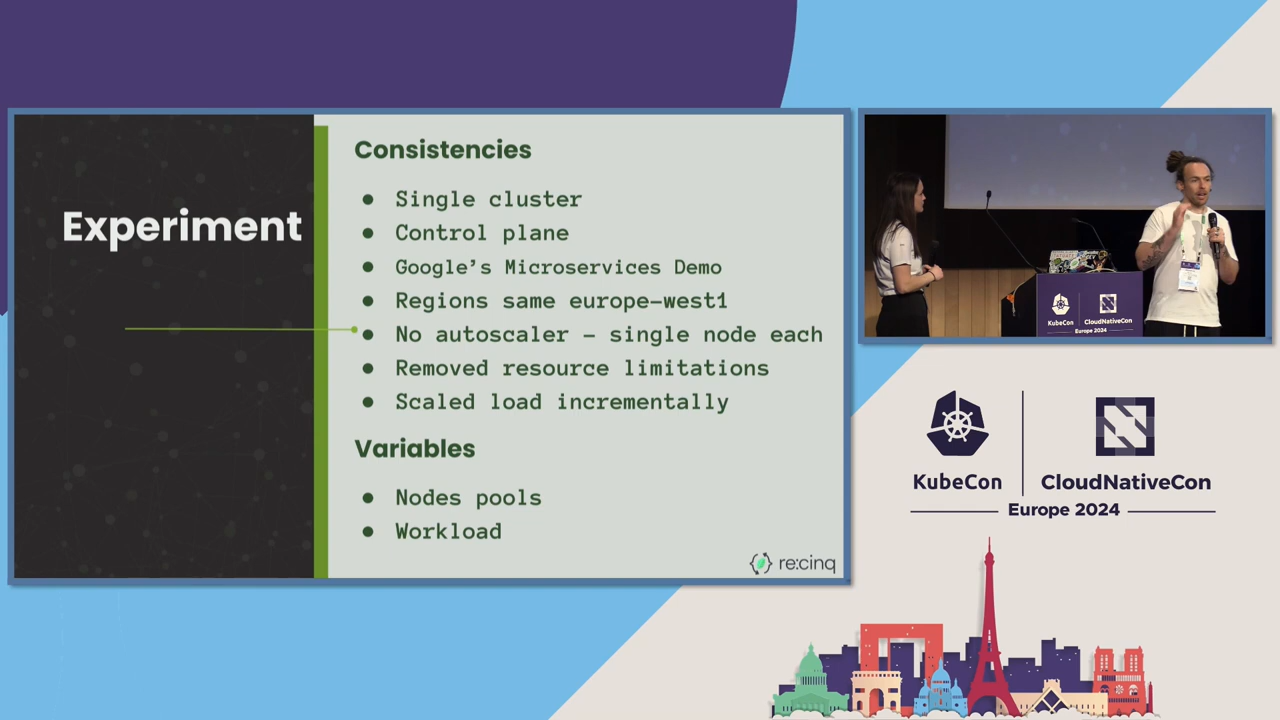 Experiment
Consistencies
● Single cluster
● Control plane
● Google's Microservices Demo
● Regions same europe-west1
● No autoscaler - single node each
● Removed resource limitations
● Scaled load incrementally
Variables
● Nodes pools
● Workload
re:cinq
KubeCon
CloudNativeCon
Europe 2024
KubeCon
CloudNativeCon
Europe 2024